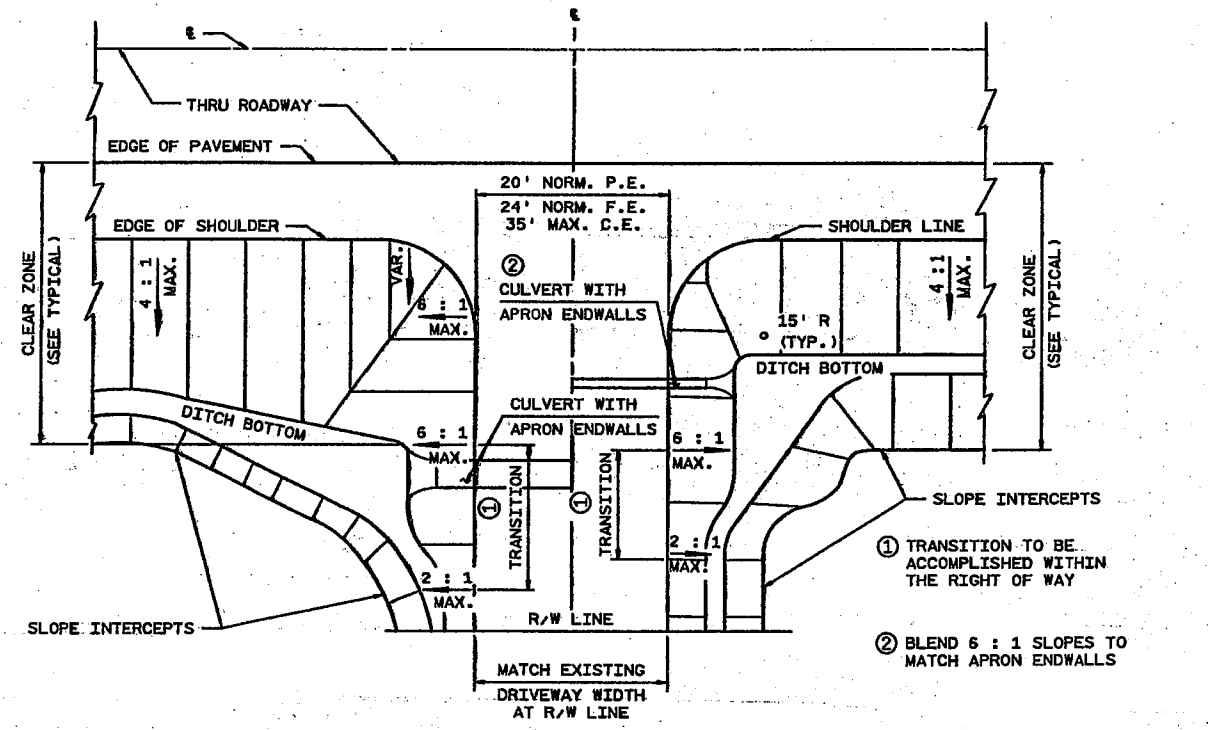 ℄
℄
THRU ROADWAY
EDGE OF PAVEMENT
20' NORM. P.E.
24' NORM. F.E.
35' MAX. C.E.
EDGE OF SHOULDER
SHOULDER LINE
CLEAR ZONE
(SEE TYPICAL)
4 : 1
MAX.
VAR.
6 : 1
MAX.
②
CULVERT WITH
APRON ENDWALLS
15' R
(TYP.)
4 : 1
MAX.
CLEAR ZONE
(SEE TYPICAL)
DITCH BOTTOM
DITCH BOTTOM
CULVERT WITH
APRON ENDWALLS
6 : 1
MAX.
6 : 1
MAX.
①
TRANSITION
①
TRANSITION
SLOPE INTERCEPTS
2 : 1
MAX.
2 : 1
MAX.
① TRANSITION TO BE
ACCOMPLISHED WITHIN
THE RIGHT OF WAY
SLOPE INTERCEPTS
R/W LINE
② BLEND 6 : 1 SLOPES TO
MATCH APRON ENDWALLS
MATCH EXISTING
DRIVEWAY WIDTH
AT R/W LINE